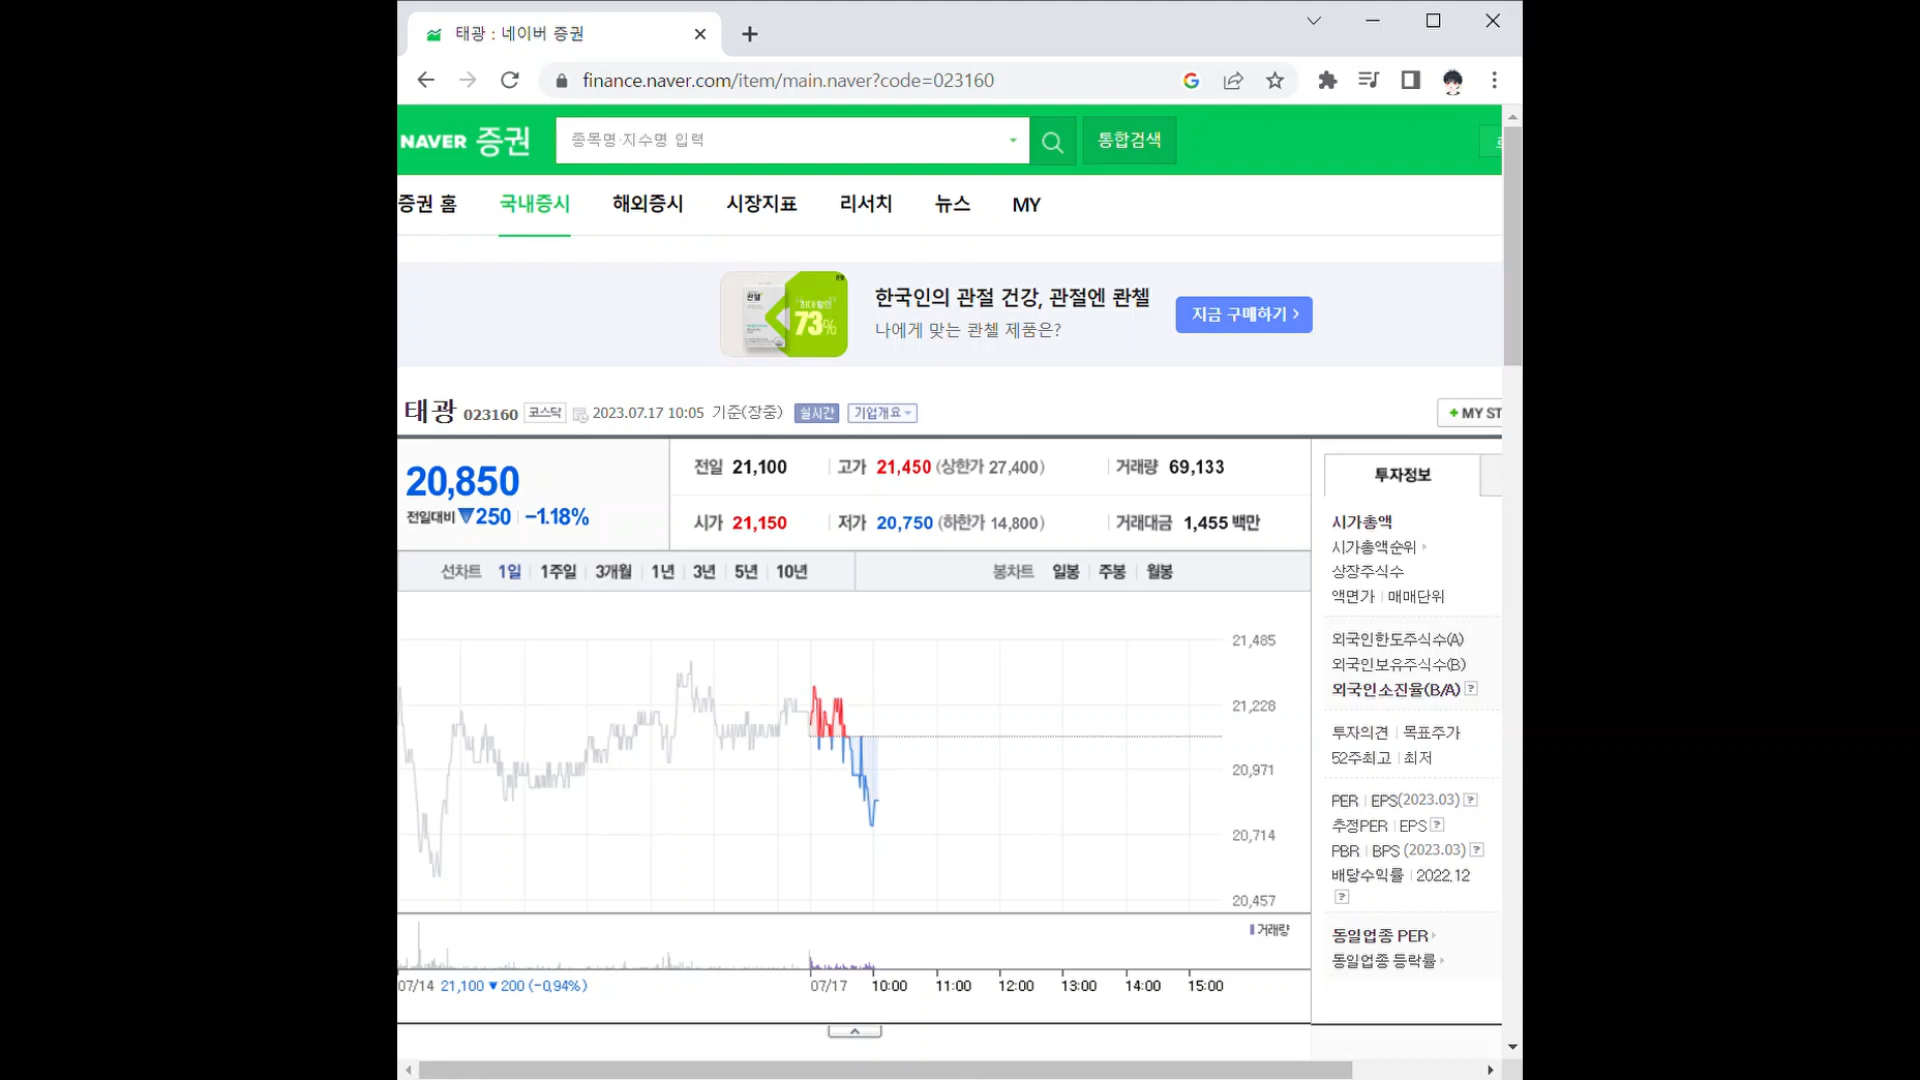 태광 : 네이버 증권
finance.naver.com/item/main.naver?code=023160
NAVER 증권
종목명·지수명 입력
통합검색
증권 홈 국내증시 해외증시 시장지표 리서치 뉴스 MY
최대 할인
73%
한국인의 관절 건강, 관절엔 콴첼
나에게 맞는 콴첼 제품은?
지금 구매하기 ›
태광 023160 코스닥 2023.07.17 10:05 기준(장중) 실시간 기업개요
+ MY ST
20,850
전일대비 ▼250 -1.18%
전일 21,100 고가 21,450 (상한가 27,400) 거래량 69,133
시가 21,150 저가 20,750 (하한가 14,800) 거래대금 1,455 백만
선차트 1일 1주일 3개월 1년 3년 5년 10년
봉차트 일봉 주봉 월봉
21,485
21,228
20,971
20,714
20,457
거래량
07/14 21,100 ▼ 200 (-0.94%)
07/17 10:00 11:00 12:00 13:00 14:00 15:00
투자정보
시가총액
시가총액순위
상장주식수
액면가 | 매매단위
외국인한도주식수(A)
외국인보유주식수(B)
외국인소진율(B/A) ?
투자의견 | 목표주가
52주최고 | 최저
PER | EPS(2023.03) ?
추정PER | EPS ?
PBR | BPS (2023.03) ?
배당수익률 | 2022.12
?
동일업종 PER
동일업종 등락률